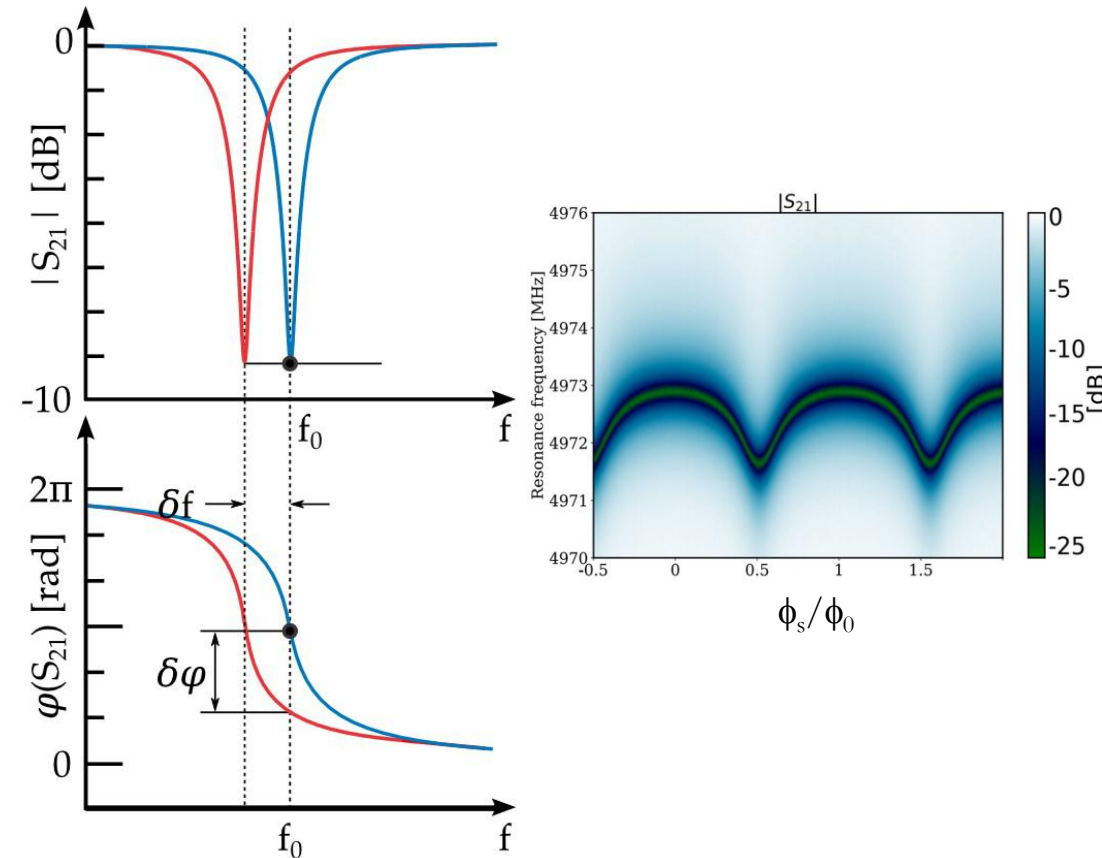 0
|S₂₁| [dB]
-10
f₀
f
2π
δf
φ(S₂₁) [rad]
δφ
0
f₀
f
|S₂₁|
4976
4975
4974
4973
4972
4971
4970
Resonance frequency [MHz]
-0.5
0
0.5
1
1.5
ϕₛ/ϕ₀
0
-5
-10
-15
-20
-25
[dB]